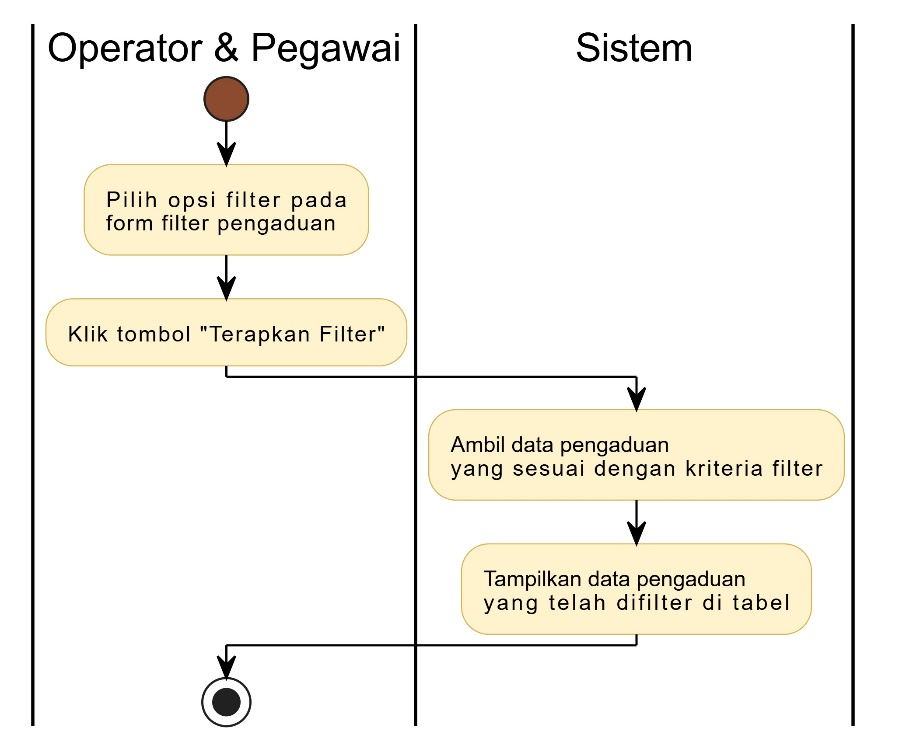 Operator & Pegawai
Sistem
Pilih opsi filter pada
form filter pengaduan
Klik tombol "Terapkan Filter"
Ambil data pengaduan
yang sesuai dengan kriteria filter
Tampilkan data pengaduan
yang telah difilter di tabel